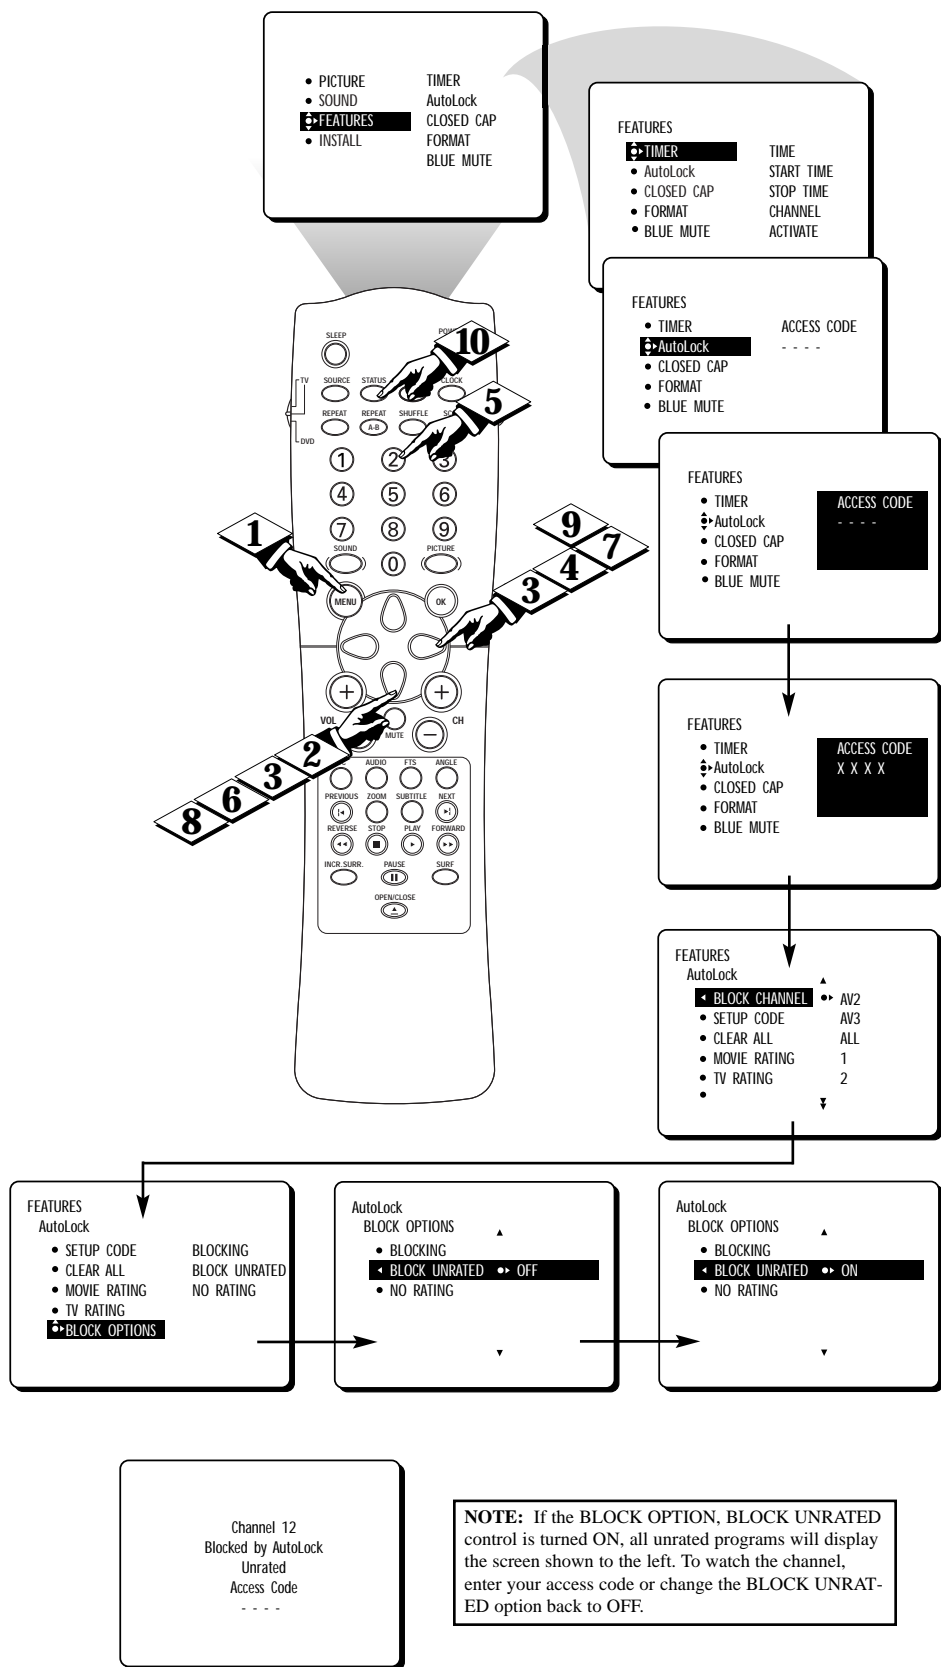 PICTURE TIMER
SOUND AutoLock
FEATURES CLOSED CAP
INSTALL FORMAT
BLUE MUTE
FEATURES
TIMER TIME
AutoLock START TIME
CLOSED CAP STOP TIME
FORMAT CHANNEL
BLUE MUTE ACTIVATE
FEATURES
TIMER ACCESS CODE
AutoLock - - - -
CLOSED CAP
FORMAT
BLUE MUTE
FEATURES
TIMER ACCESS CODE
AutoLock - - - -
CLOSED CAP
FORMAT
BLUE MUTE
FEATURES
TIMER ACCESS CODE
AutoLock X X X X
CLOSED CAP
FORMAT
BLUE MUTE
FEATURES
AutoLock
BLOCK CHANNEL AV2
SETUP CODE AV3
CLEAR ALL ALL
MOVIE RATING 1
TV RATING 2
SLEEP
10
TV SOURCE STATUS CLOCK
5
REPEAT REPEAT SHUFFLE
A-B
DVD
1 2 3
4 5 6
7 8 9
SOUND 0 PICTURE
1
9
7
4
3
MENU OK
VOL MUTE CH
2
3
6
8
AUDIO FTS ANGLE
PREVIOUS ZOOM SUBTITLE NEXT
REVERSE STOP PLAY FORWARD
INCR.SURR. PAUSE SURF
OPEN/CLOSE
FEATURES
AutoLock
SETUP CODE BLOCKING
CLEAR ALL BLOCK UNRATED
MOVIE RATING NO RATING
TV RATING
BLOCK OPTIONS
AutoLock
BLOCK OPTIONS
BLOCKING
BLOCK UNRATED OFF
NO RATING
AutoLock
BLOCK OPTIONS
BLOCKING
BLOCK UNRATED ON
NO RATING
Channel 12
Blocked by AutoLock
Unrated
Access Code
- - - -
NOTE: If the BLOCK OPTION, BLOCK UNRATED
control is turned ON, all unrated programs will display
the screen shown to the left. To watch the channel,
enter your access code or change the BLOCK UNRAT-
ED option back to OFF.